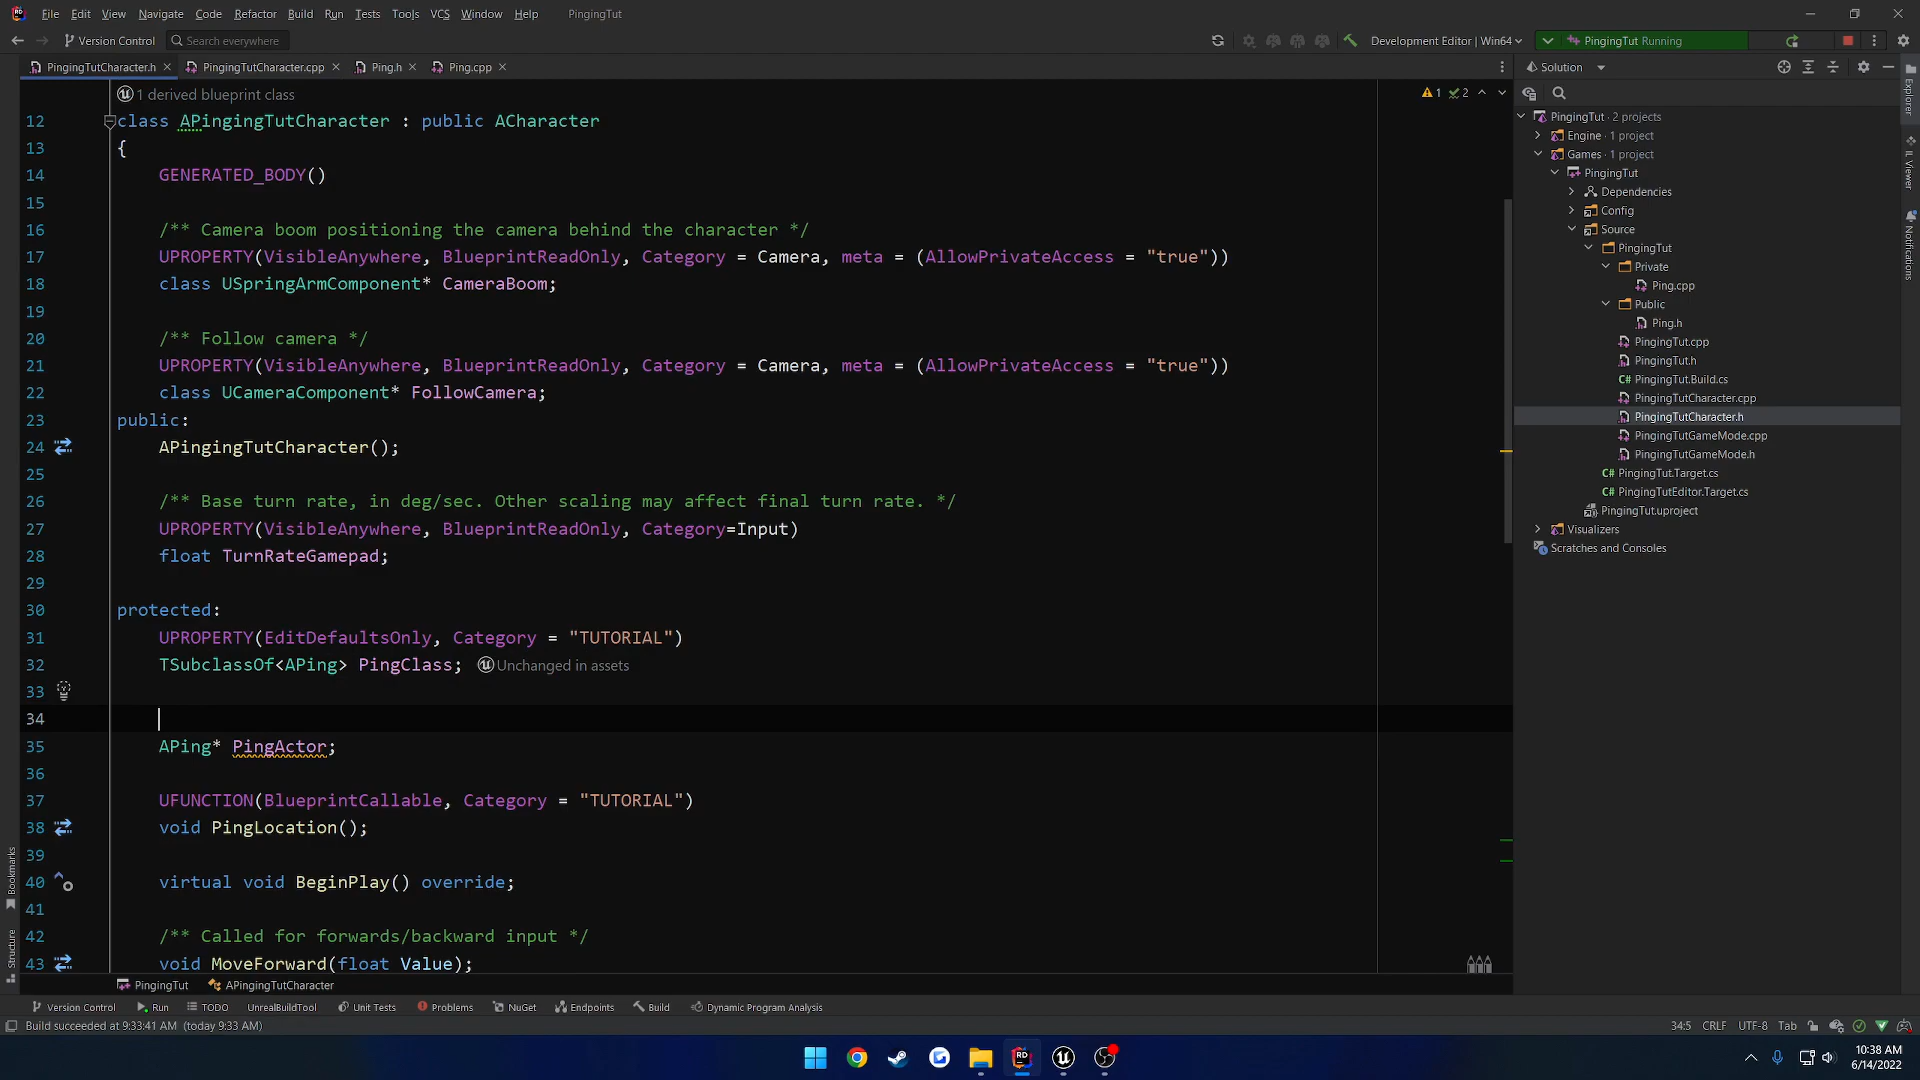 File Edit View Navigate Code Refactor Build Run Tests Tools VCS Window Help PingingTut
Version Control Search everywhere Development Editor | Win64 PingingTut Running
PingingTutCharacter.h PingingTutCharacter.cpp Ping.h Ping.cpp
1 derived blueprint class
12 class APingingTutCharacter : public ACharacter
13 {
14 GENERATED_BODY()
15
16 /** Camera boom positioning the camera behind the character */
17 UPROPERTY(VisibleAnywhere, BlueprintReadOnly, Category = Camera, meta = (AllowPrivateAccess = "true"))
18 class USpringArmComponent* CameraBoom;
19
20 /** Follow camera */
21 UPROPERTY(VisibleAnywhere, BlueprintReadOnly, Category = Camera, meta = (AllowPrivateAccess = "true"))
22 class UCameraComponent* FollowCamera;
23 public:
24 APingingTutCharacter();
25
26 /** Base turn rate, in deg/sec. Other scaling may affect final turn rate. */
27 UPROPERTY(VisibleAnywhere, BlueprintReadOnly, Category=Input)
28 float TurnRateGamepad;
29
30 protected:
31 UPROPERTY(EditDefaultsOnly, Category = "TUTORIAL")
32 TSubclassOf<APing> PingClass; Unchanged in assets
33
34
35 APing* PingActor;
36
37 UFUNCTION(BlueprintCallable, Category = "TUTORIAL")
38 void PingLocation();
39
40 virtual void BeginPlay() override;
41
42 /** Called for forwards/backward input */
43 void MoveForward(float Value);
1 2
Solution
PingingTut · 2 projects
Engine · 1 project
Games · 1 project
PingingTut
Dependencies
Config
Source
PingingTut
Private
Ping.cpp
Public
Ping.h
PingingTut.cpp
PingingTut.h
C# PingingTut.Build.cs
PingingTutCharacter.cpp
PingingTutCharacter.h
PingingTutGameMode.cpp
PingingTutGameMode.h
C# PingingTut.Target.cs
C# PingingTutEditor.Target.cs
PingingTut.uproject
Visualizers
Scratches and Consoles
Explorer
IL Viewer
Notifications
Bookmarks
Structure
PingingTut APingingTutCharacter
Version Control Run TODO UnrealBuildTool Unit Tests Problems NuGet Endpoints Build Dynamic Program Analysis
Build succeeded at 9:33:41 AM (today 9:33 AM) 34:5 CRLF UTF-8 Tab
10:38 AM
6/14/2022